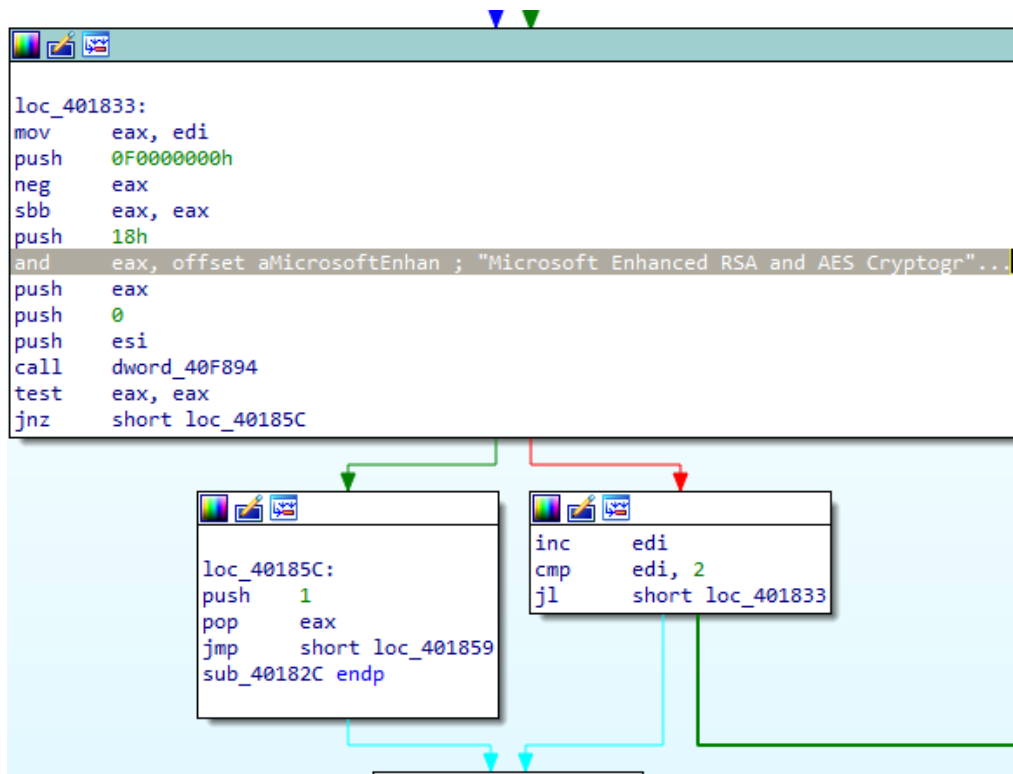 loc_401833:
mov eax, edi
push 0F0000000h
neg eax
sbb eax, eax
push 18h
and eax, offset aMicrosoftEnhan ; "Microsoft Enhanced RSA and AES Cryptogr"...
push eax
push 0
push esi
call dword_40F894
test eax, eax
jnz short loc_40185C
loc_40185C:
push 1
pop eax
jmp short loc_401859
sub_40182C endp
inc edi
cmp edi, 2
jl short loc_401833